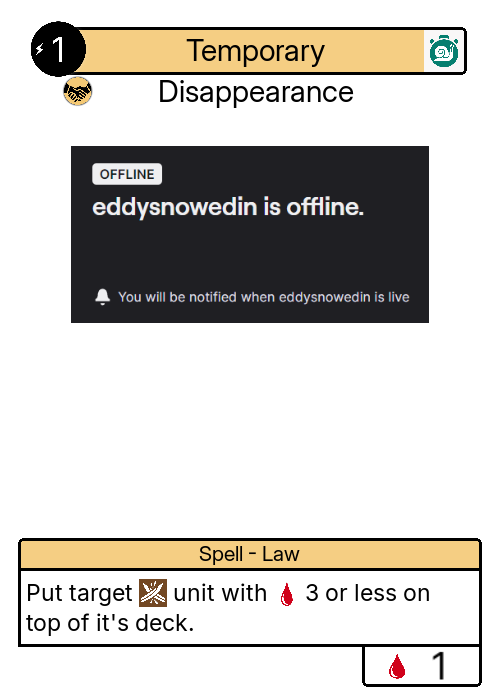 1
Temporary
Disappearance
OFFLINE
eddysnowedin is offline.
You will be notified when eddysnowedin is live
Spell - Law
Put target unit with 3 or less on
top of it's deck.
1